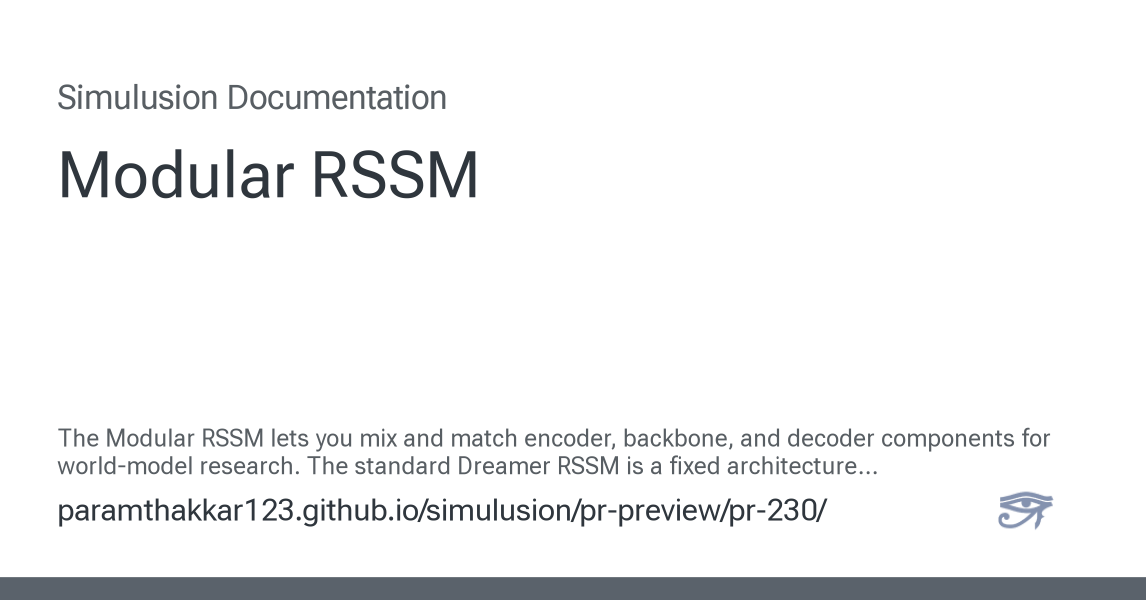 Simulusion Documentation
Modular RSSM
The Modular RSSM lets you mix and match encoder, backbone, and decoder components for
world-model research. The standard Dreamer RSSM is a fixed architecture…
paramthakkar123.github.io/simulusion/pr-preview/pr-230/